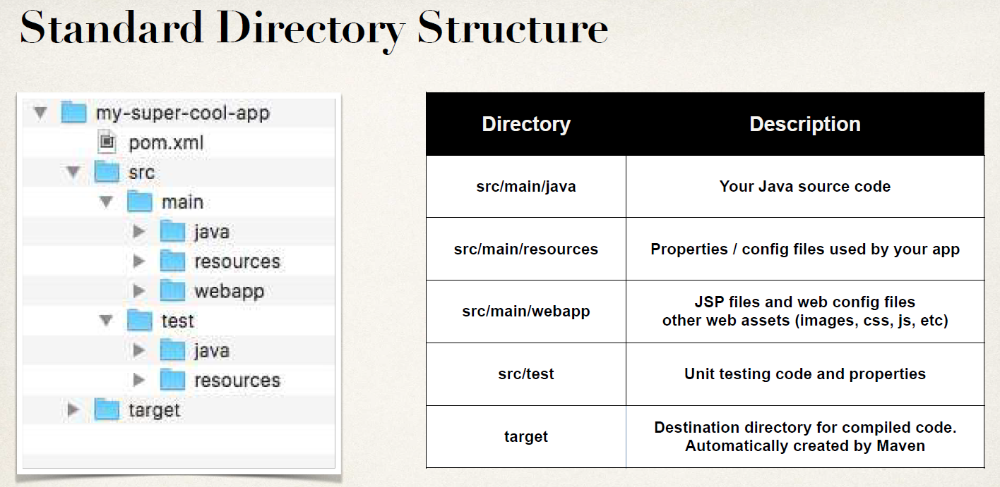 Standard Directory Structure
my-super-cool-app
pom.xml
src
main
java
resources
webapp
test
java
resources
target
Directory Description
src/main/java Your Java source code
src/main/resources Properties / config files used by your app
src/main/webapp JSP files and web config files
other web assets (images, css, js, etc)
src/test Unit testing code and properties
target Destination directory for compiled code.
Automatically created by Maven